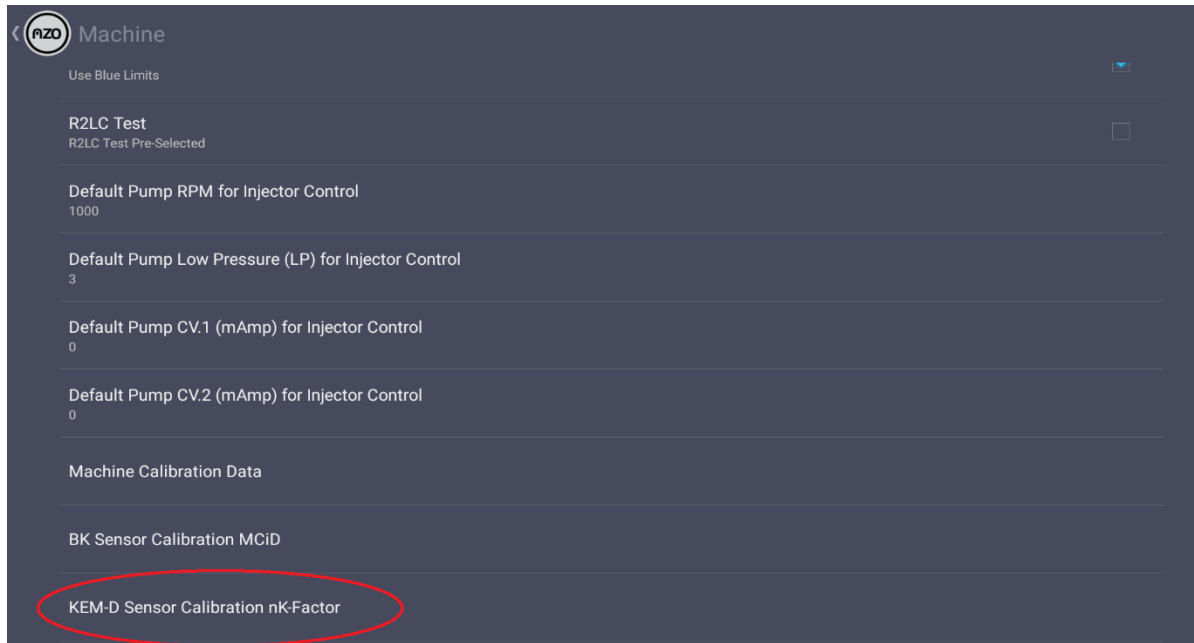 AZO Machine
Use Blue Limits
R2LC Test
R2LC Test Pre-Selected
Default Pump RPM for Injector Control
1000
Default Pump Low Pressure (LP) for Injector Control
3
Default Pump CV.1 (mAmp) for Injector Control
0
Default Pump CV.2 (mAmp) for Injector Control
0
Machine Calibration Data
BK Sensor Calibration MCiD
KEM-D Sensor Calibration nK-Factor